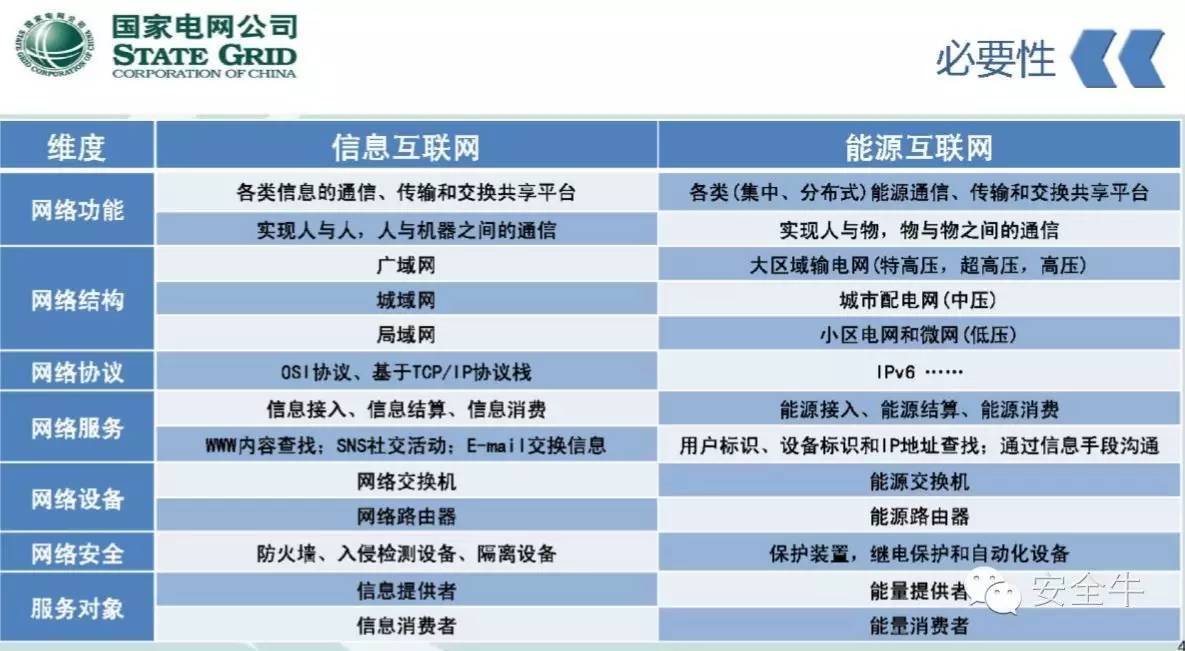 国家电网公司
STATE GRID
CORPORATION OF CHINA
必要性
维度 信息互联网 能源互联网
网络功能
各类信息的通信、传输和交换共享平台 各类(集中、分布式)能源通信、传输和交换共享平台
实现人与人，人与机器之间的通信 实现人与物，物与物之间的通信
网络结构
广域网 大区域输电网(特高压，超高压，高压)
城域网 城市配电网(中压)
局域网 小区电网和微网(低压)
网络协议 OSI协议、基于TCP/IP协议栈 IPv6 ……
网络服务
信息接入、信息结算、信息消费 能源接入、能源结算、能源消费
WWW内容查找；SNS社交活动；E-mail交换信息 用户标识、设备标识和IP地址查找；通过信息手段沟通
网络设备
网络交换机 能源交换机
网络路由器 能源路由器
网络安全 防火墙、入侵检测设备、隔离设备 保护装置，继电保护和自动化设备
服务对象
信息提供者 能量提供者
信息消费者 能量消费者
安全牛
4